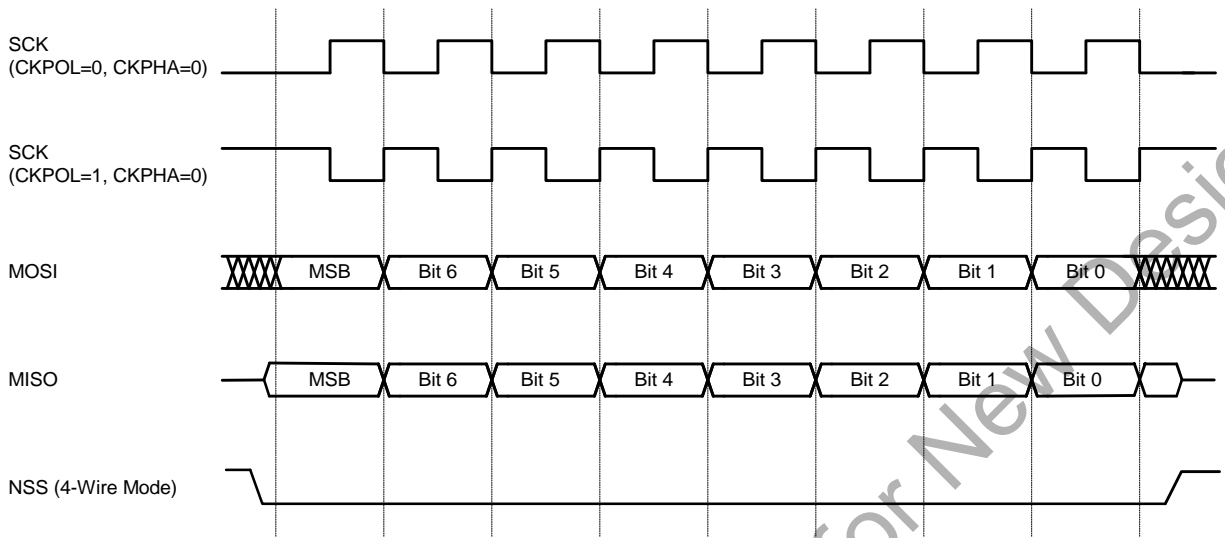 SCK
(CKPOL=0, CKPHA=0)
SCK
(CKPOL=1, CKPHA=0)
MOSI
MSB Bit 6 Bit 5 Bit 4 Bit 3 Bit 2 Bit 1 Bit 0
MISO
MSB Bit 6 Bit 5 Bit 4 Bit 3 Bit 2 Bit 1 Bit 0
NSS (4-Wire Mode)
for New